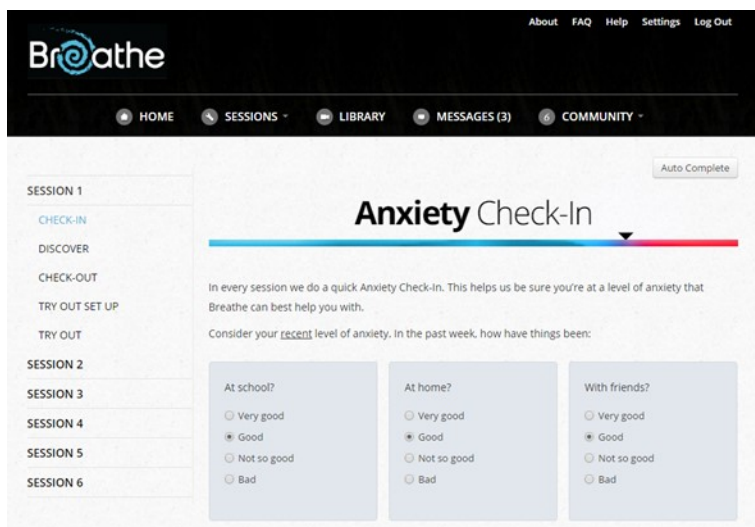 About FAQ Help Settings Log Out
Breathe
HOME SESSIONS LIBRARY MESSAGES (3) 6 COMMUNITY
Auto Complete
SESSION 1
CHECK-IN
DISCOVER
CHECK-OUT
TRY OUT SET UP
TRY OUT
SESSION 2
SESSION 3
SESSION 4
SESSION 5
SESSION 6
Anxiety Check-In
In every session we do a quick Anxiety Check-In. This helps us be sure you're at a level of anxiety that
Breathe can best help you with.
Consider your recent level of anxiety. In the past week, how have things been:
At school?
Very good
Good
Not so good
Bad
At home?
Very good
Good
Not so good
Bad
With friends?
Very good
Good
Not so good
Bad